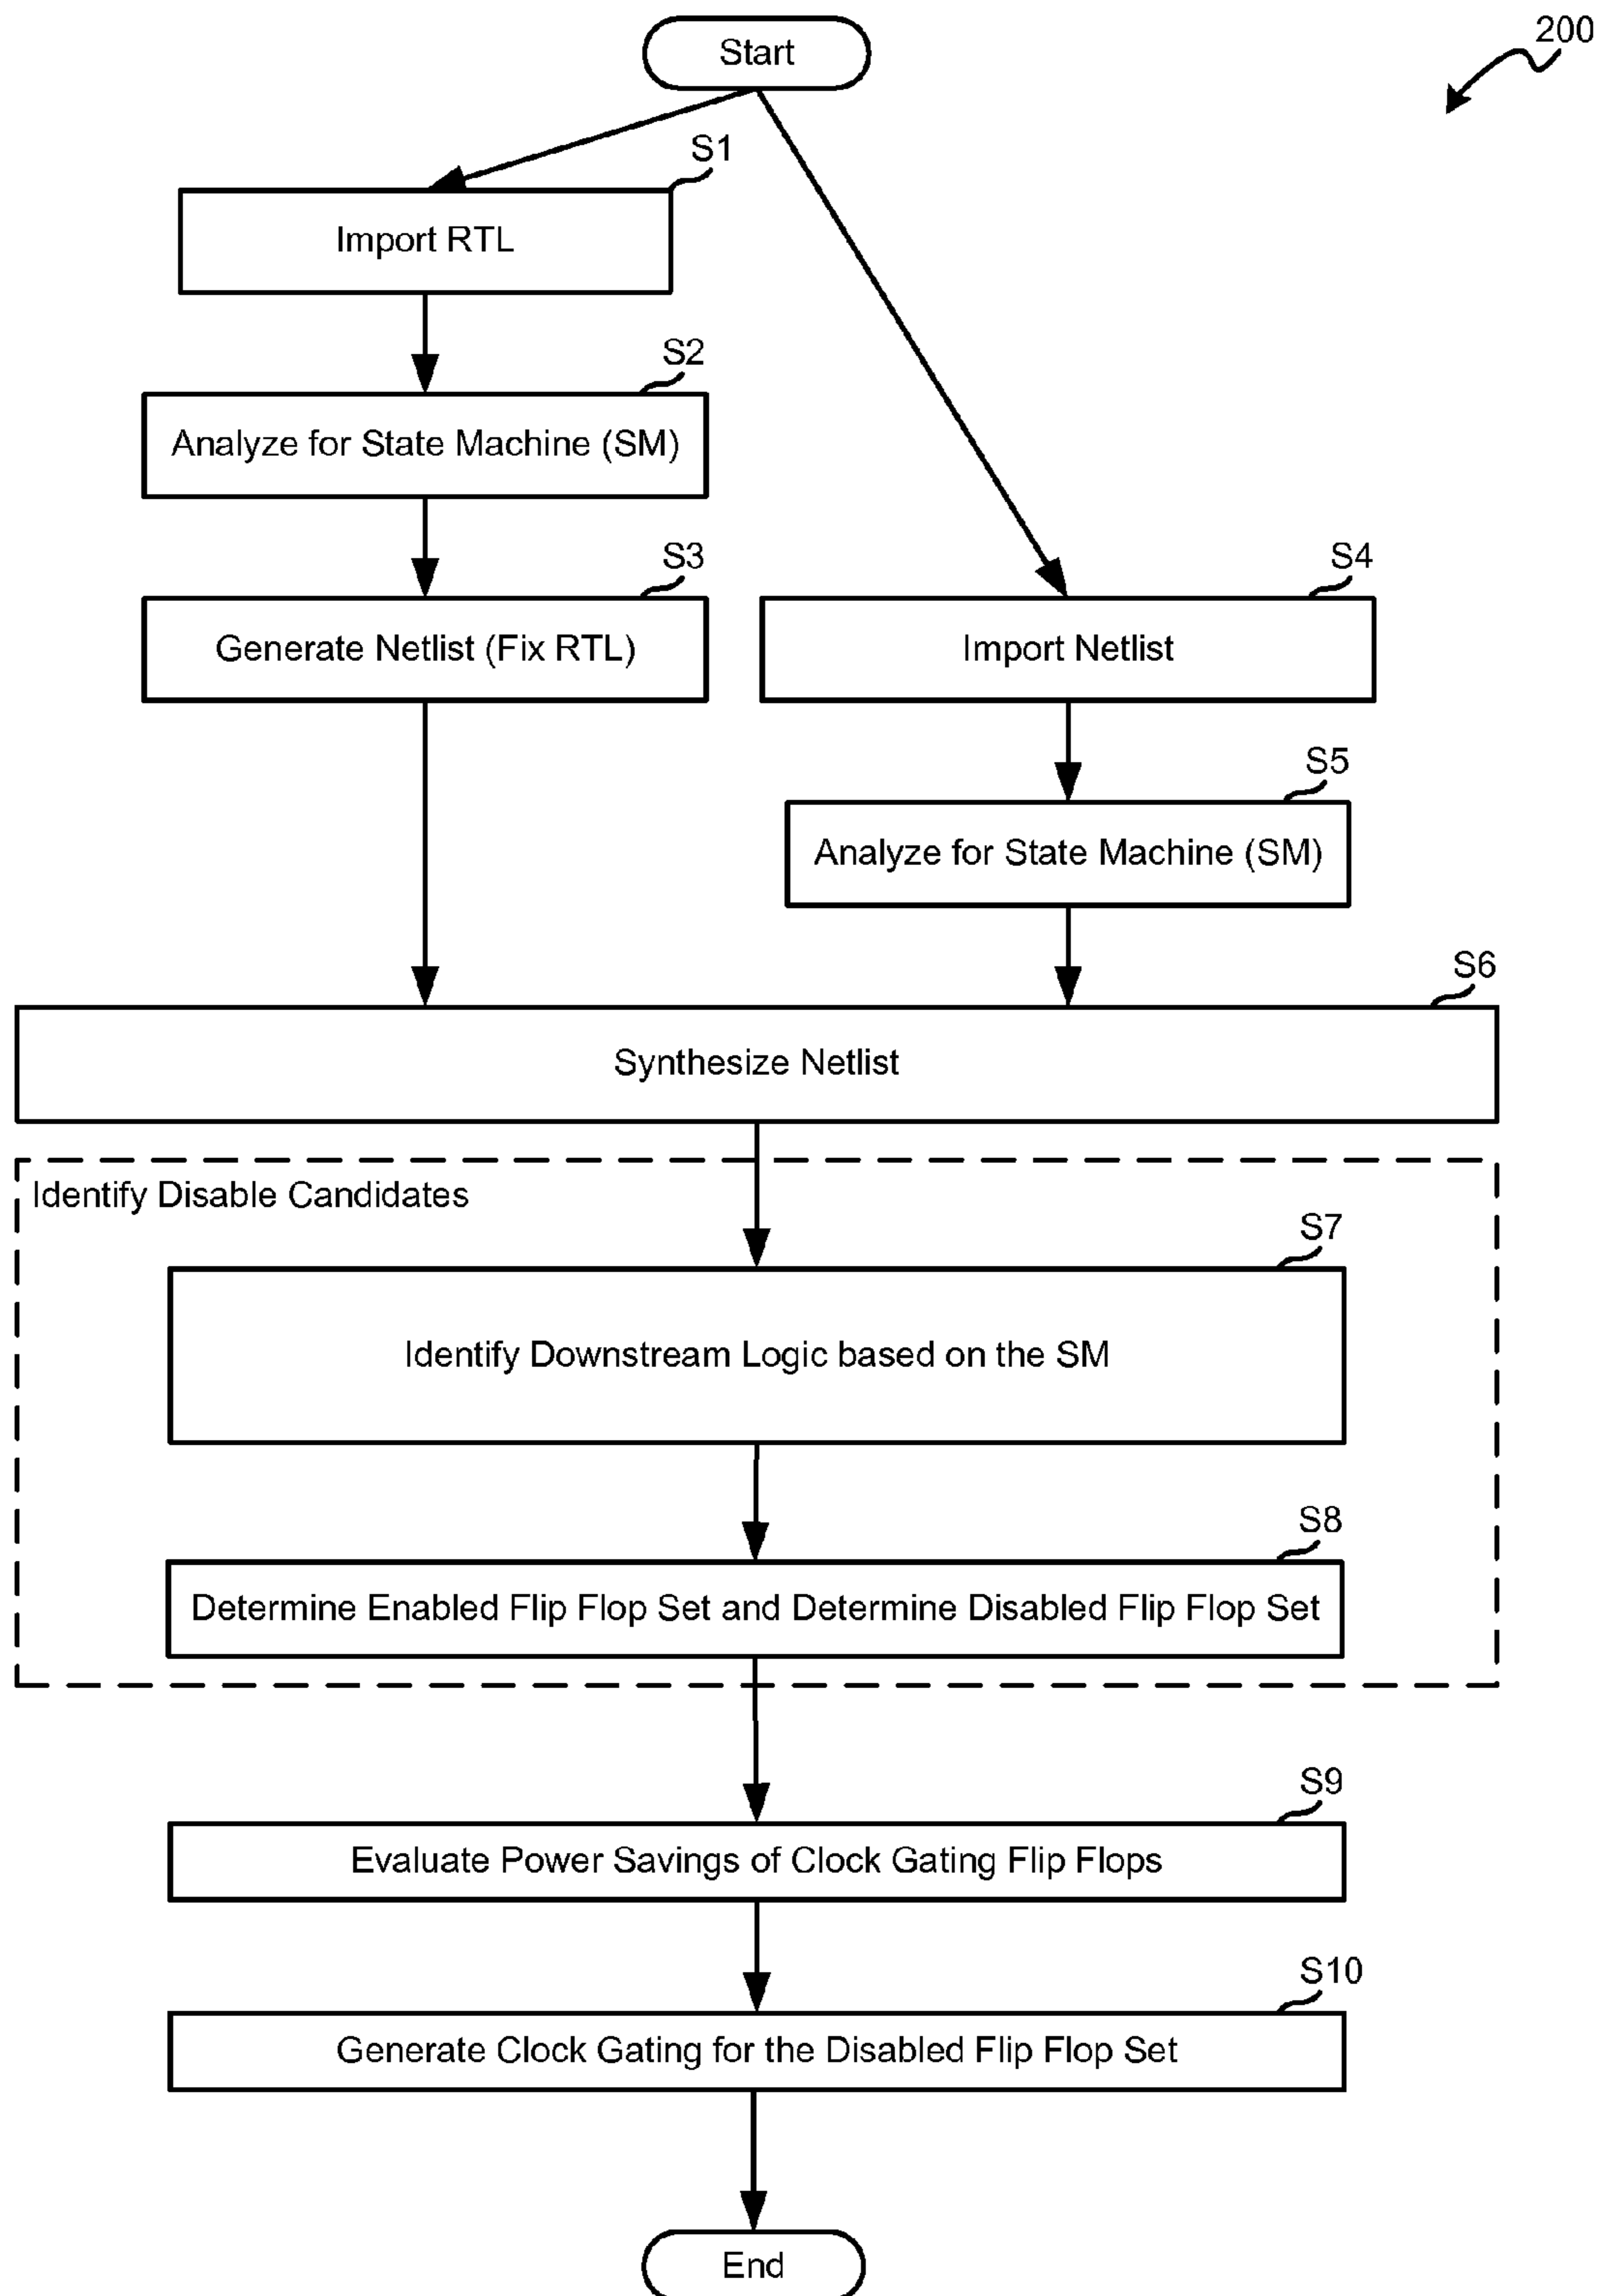 200
Start
S1
Import RTL
S2
Analyze for State Machine (SM)
S3
Generate Netlist (Fix RTL)
S4
Import Netlist
S5
Analyze for State Machine (SM)
S6
Synthesize Netlist
Identify Disable Candidates
S7
Identify Downstream Logic based on the SM
S8
Determine Enabled Flip Flop Set and Determine Disabled Flip Flop Set
S9
Evaluate Power Savings of Clock Gating Flip Flops
S10
Generate Clock Gating for the Disabled Flip Flop Set
End